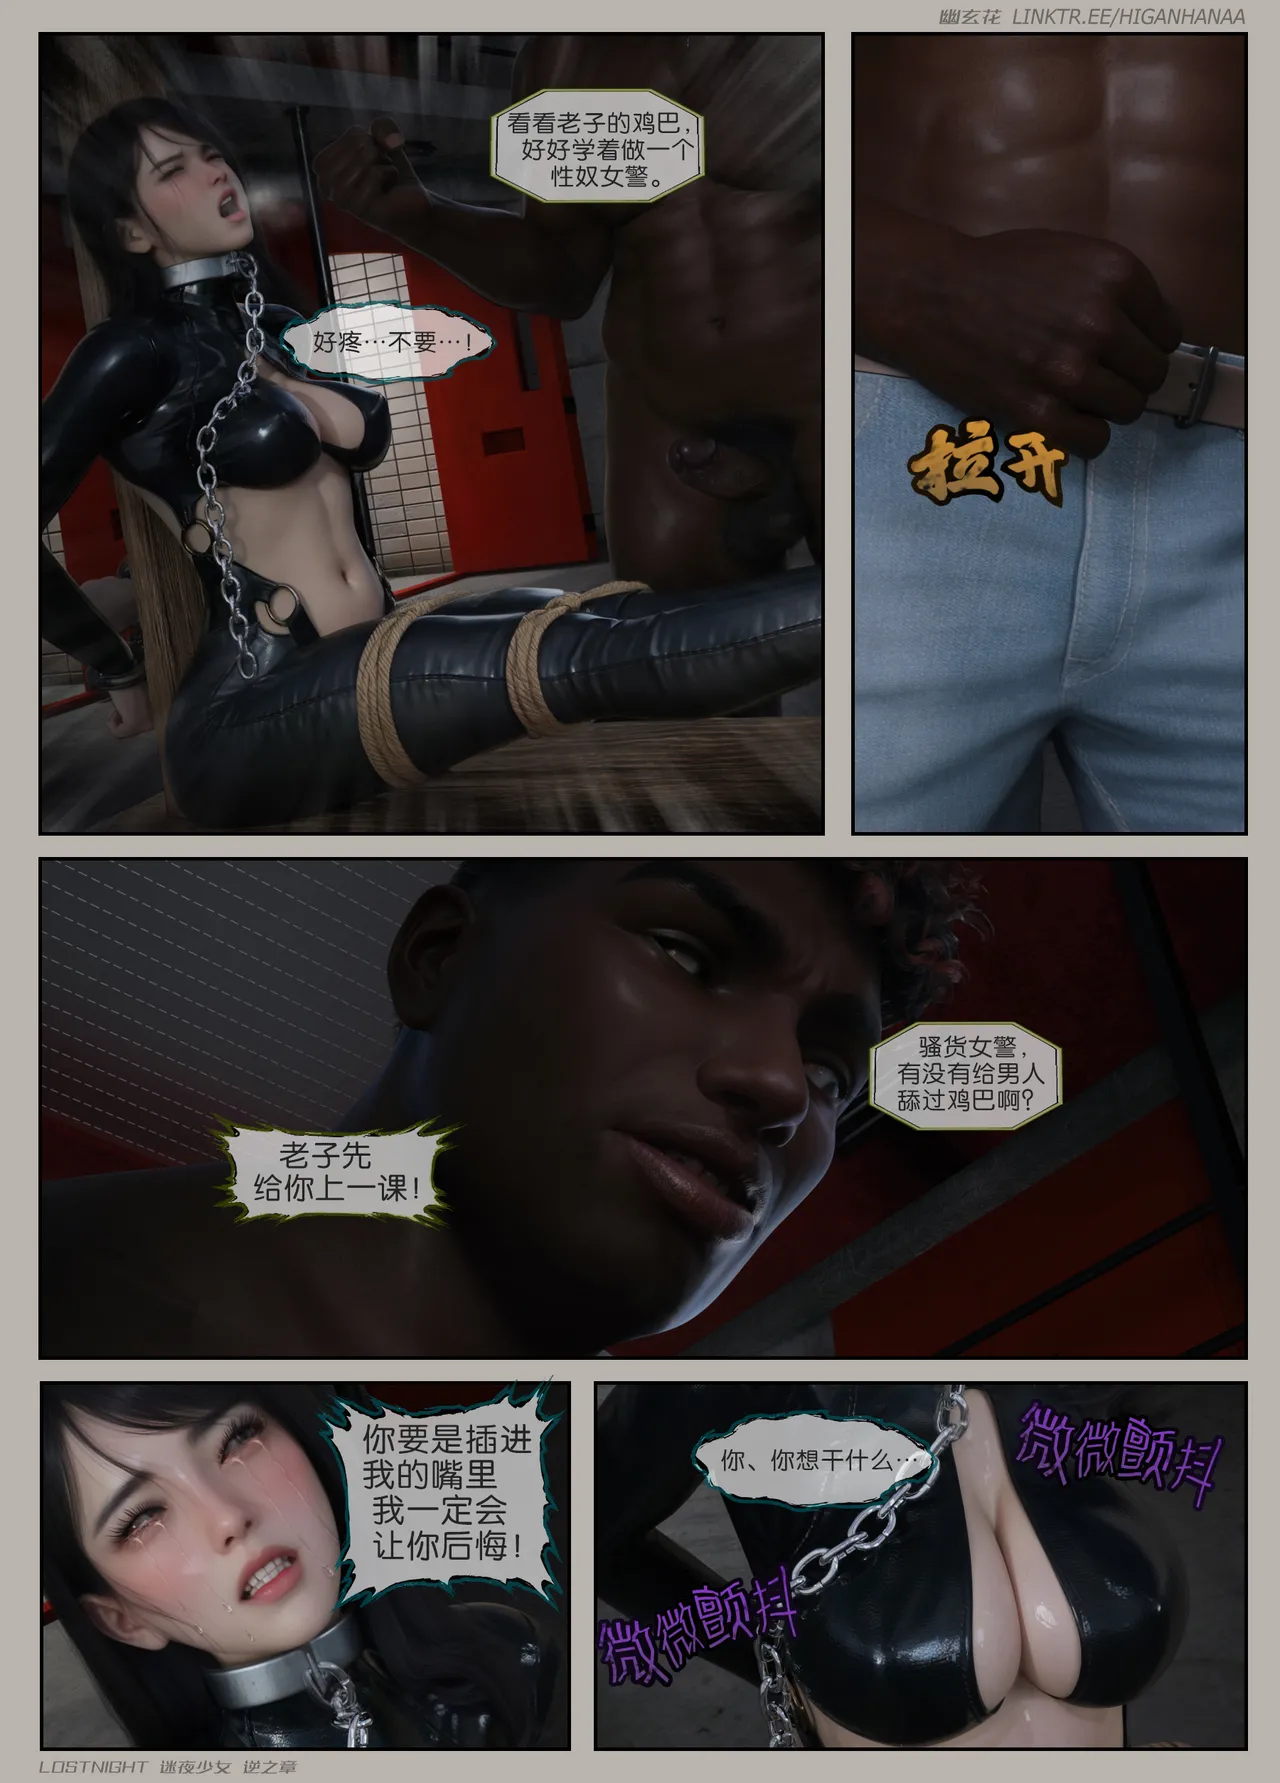 幽玄花 LINKTR.EE/HIGANHANAA
看看老子的鸡巴，
好好学着做一个
性奴女警。
好疼…不要…！
拉开
骚货女警，
有没有给男人
舔过鸡巴啊？
老子先
给你上一课！
你要是插进
我的嘴里
我一定会
让你后悔！
你、你想干什么…
微微颤抖
微微颤抖
LOSTNIGHT 迷夜少女 逆之章